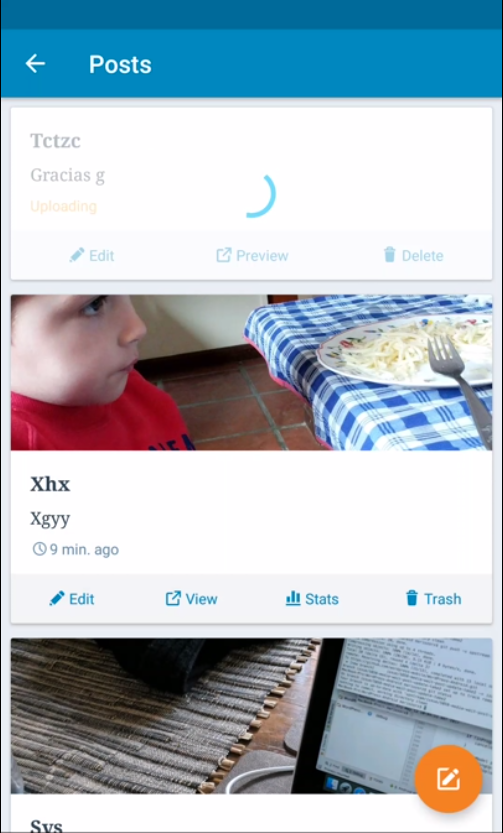 Posts
Tctzc
Gracias g
Uploading
Edit Preview Delete
Xhx
Xgyy
9 min. ago
Edit View Stats Trash
Sys